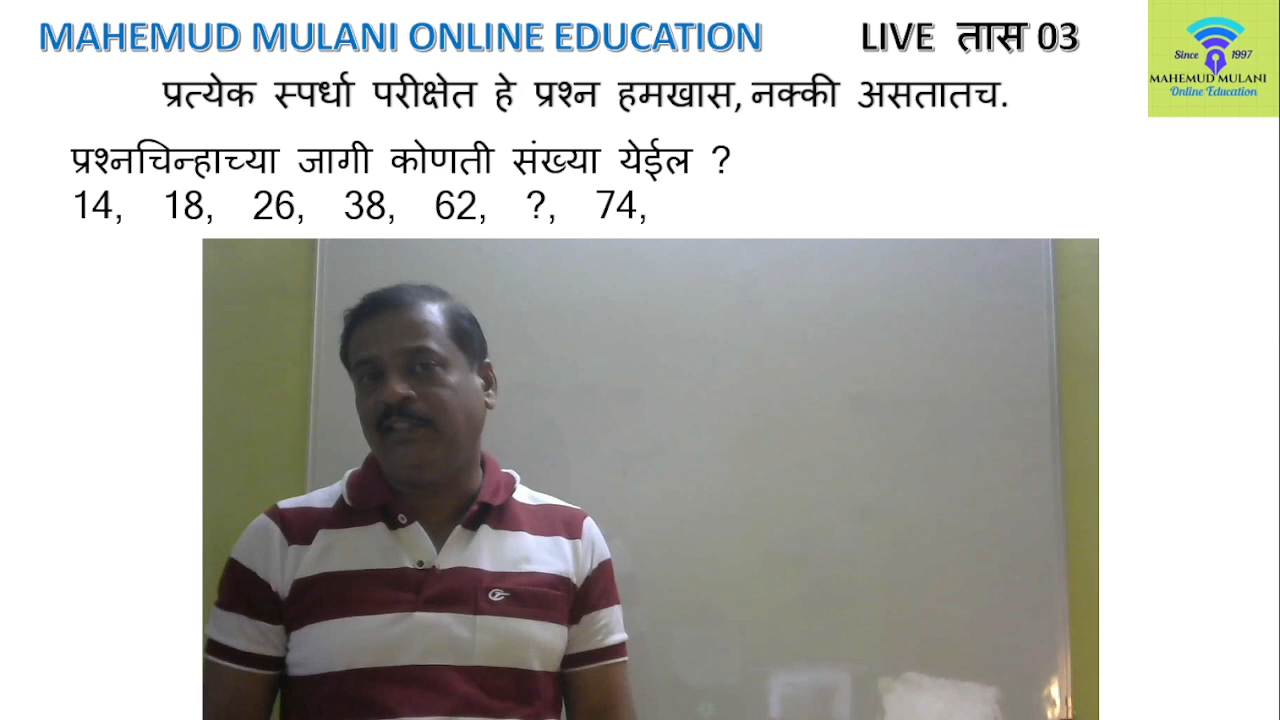 MAHEMUD MULANI ONLINE EDUCATION LIVE तास 03
Since 1997
MAHEMUD MULANI
Online Education
प्रत्येक स्पर्धा परीक्षेत हे प्रश्न हमखास, नक्की असतातच.
प्रश्नचिन्हाच्या जागी कोणती संख्या येईल ?
14, 18, 26, 38, 62, ?, 74,